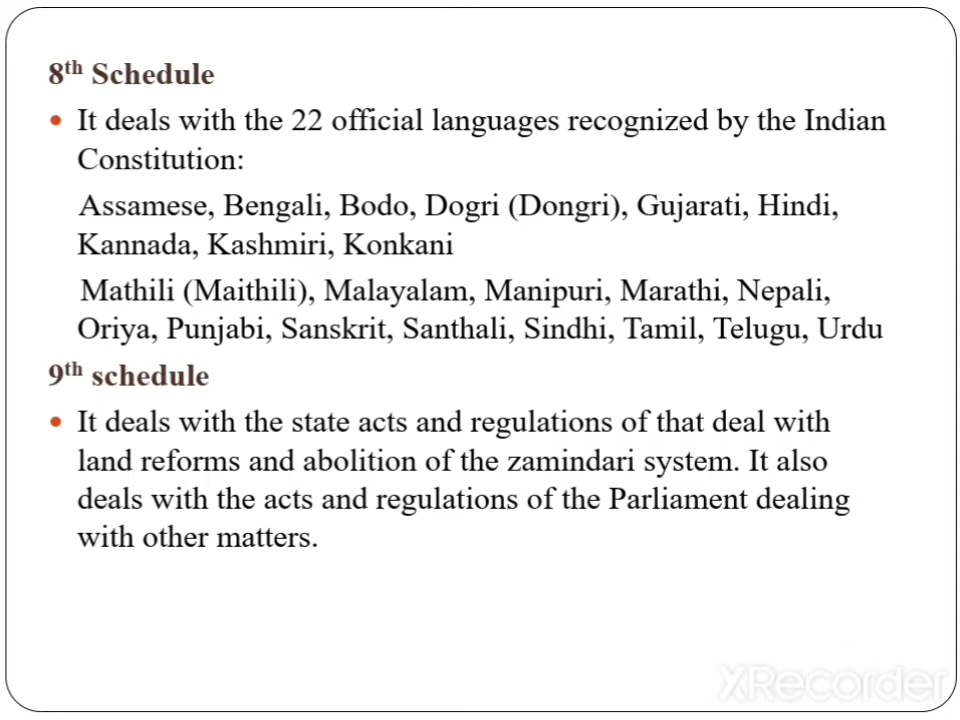 8th Schedule
• It deals with the 22 official languages recognized by the Indian
Constitution:
Assamese, Bengali, Bodo, Dogri (Dongri), Gujarati, Hindi,
Kannada, Kashmiri, Konkani
Mathili (Maithili), Malayalam, Manipuri, Marathi, Nepali,
Oriya, Punjabi, Sanskrit, Santhali, Sindhi, Tamil, Telugu, Urdu
9th schedule
• It deals with the state acts and regulations of that deal with
land reforms and abolition of the zamindari system. It also
deals with the acts and regulations of the Parliament dealing
with other matters.
XRecorder